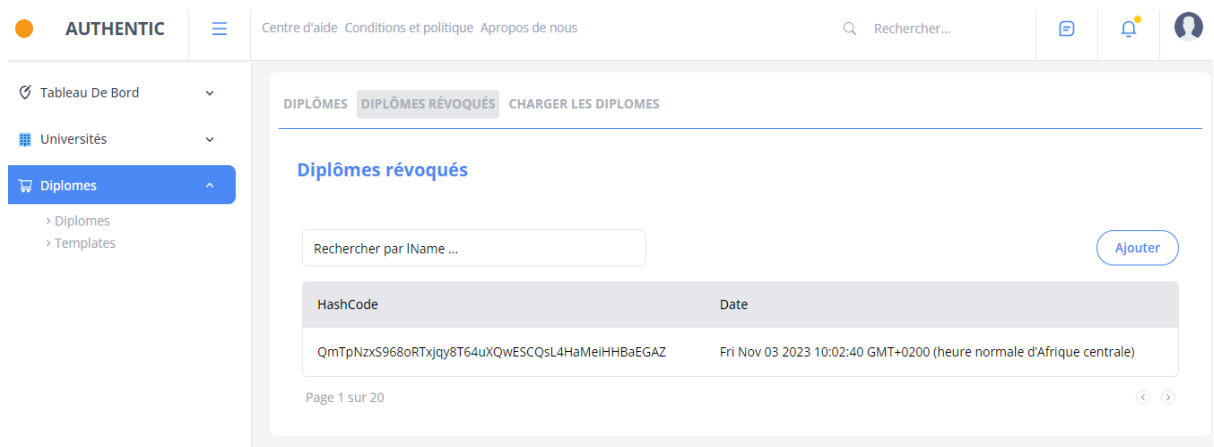 AUTHENTIC
Centre d'aide Conditions et politique Apropos de nous
Rechercher...
Tableau De Bord
Universités
Diplomes
› Diplomes
› Templates
DIPLÔMES DIPLÔMES RÉVOQUÉS CHARGER LES DIPLOMES
Diplômes révoqués
Rechercher par lName ...
Ajouter
HashCode Date
QmTpNzxS968oRTxjqy8T64uXQwESCQsL4HaMeiHHBaEGAZ Fri Nov 03 2023 10:02:40 GMT+0200 (heure normale d’Afrique centrale)
Page 1 sur 20